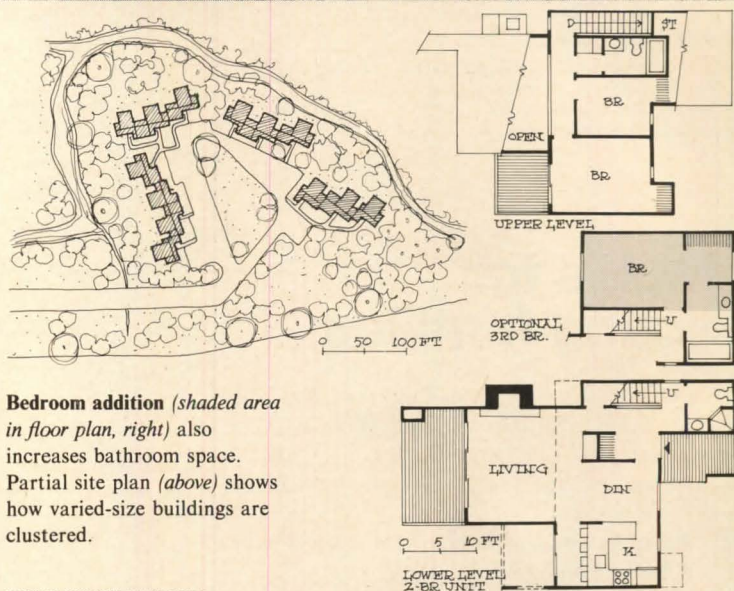 0 50 100 FT
Bedroom addition (shaded area
in floor plan, right) also
increases bathroom space.
Partial site plan (above) shows
how varied-size buildings are
clustered.
D
ST
BR
OPEN
BR
UPPER LEVEL
BR
OPTIONAL
3RD BR.
U
U
LIVING
DIN
K
0 5 10 FT
LOWER LEVEL
2-BR UNIT